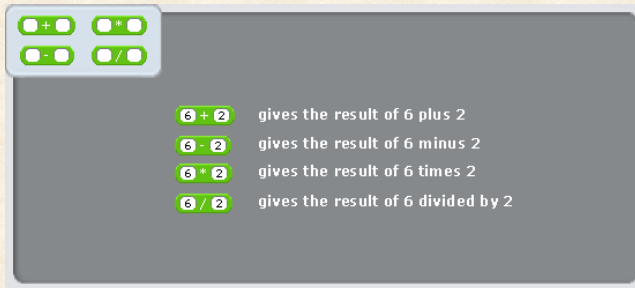 + *
- /
6 + 2 gives the result of 6 plus 2
6 - 2 gives the result of 6 minus 2
6 * 2 gives the result of 6 times 2
6 / 2 gives the result of 6 divided by 2